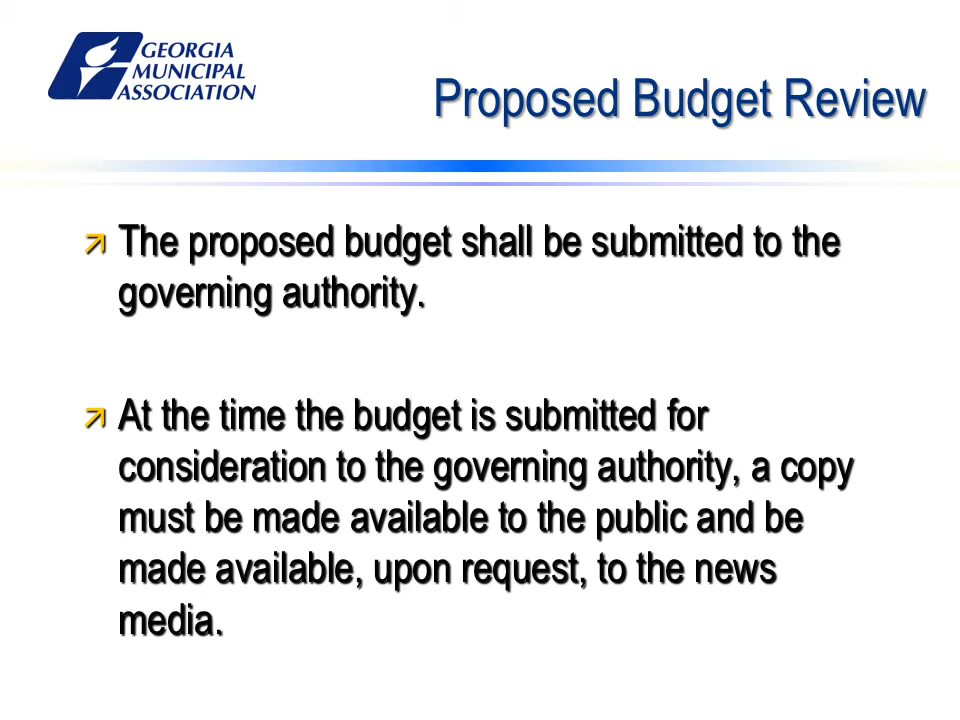 GEORGIA
MUNICIPAL
ASSOCIATION
Proposed Budget Review
The proposed budget shall be submitted to the
governing authority.
At the time the budget is submitted for
consideration to the governing authority, a copy
must be made available to the public and be
made available, upon request, to the news
media.